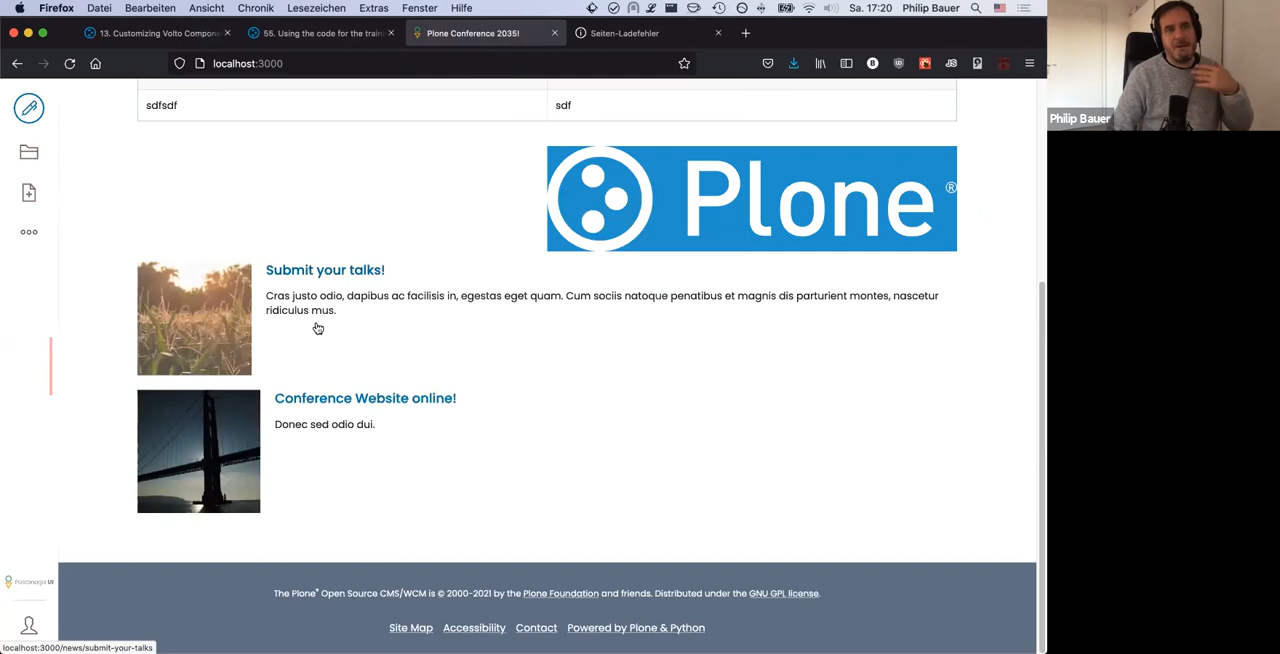 Firefox Datei Bearbeiten Ansicht Chronik Lesezeichen Extras Fenster Hilfe Sa. 17:20 Philip Bauer
13. Customizing Volto Compone
55. Using the code for the traini
Plone Conference 2035!
Seiten-Ladefehler
localhost:3000
Philip Bauer
sdfsdf sdf
Plone®
Submit your talks!
Cras justo odio, dapibus ac facilisis in, egestas eget quam. Cum sociis natoque penatibus et magnis dis parturient montes, nascetur
ridiculus mus.
Conference Website online!
Donec sed odio dui.
Pastanaga UI
The Plone® Open Source CMS/WCM is © 2000-2021 by the Plone Foundation and friends. Distributed under the GNU GPL license.
Site Map Accessibility Contact Powered by Plone & Python
localhost:3000/news/submit-your-talks